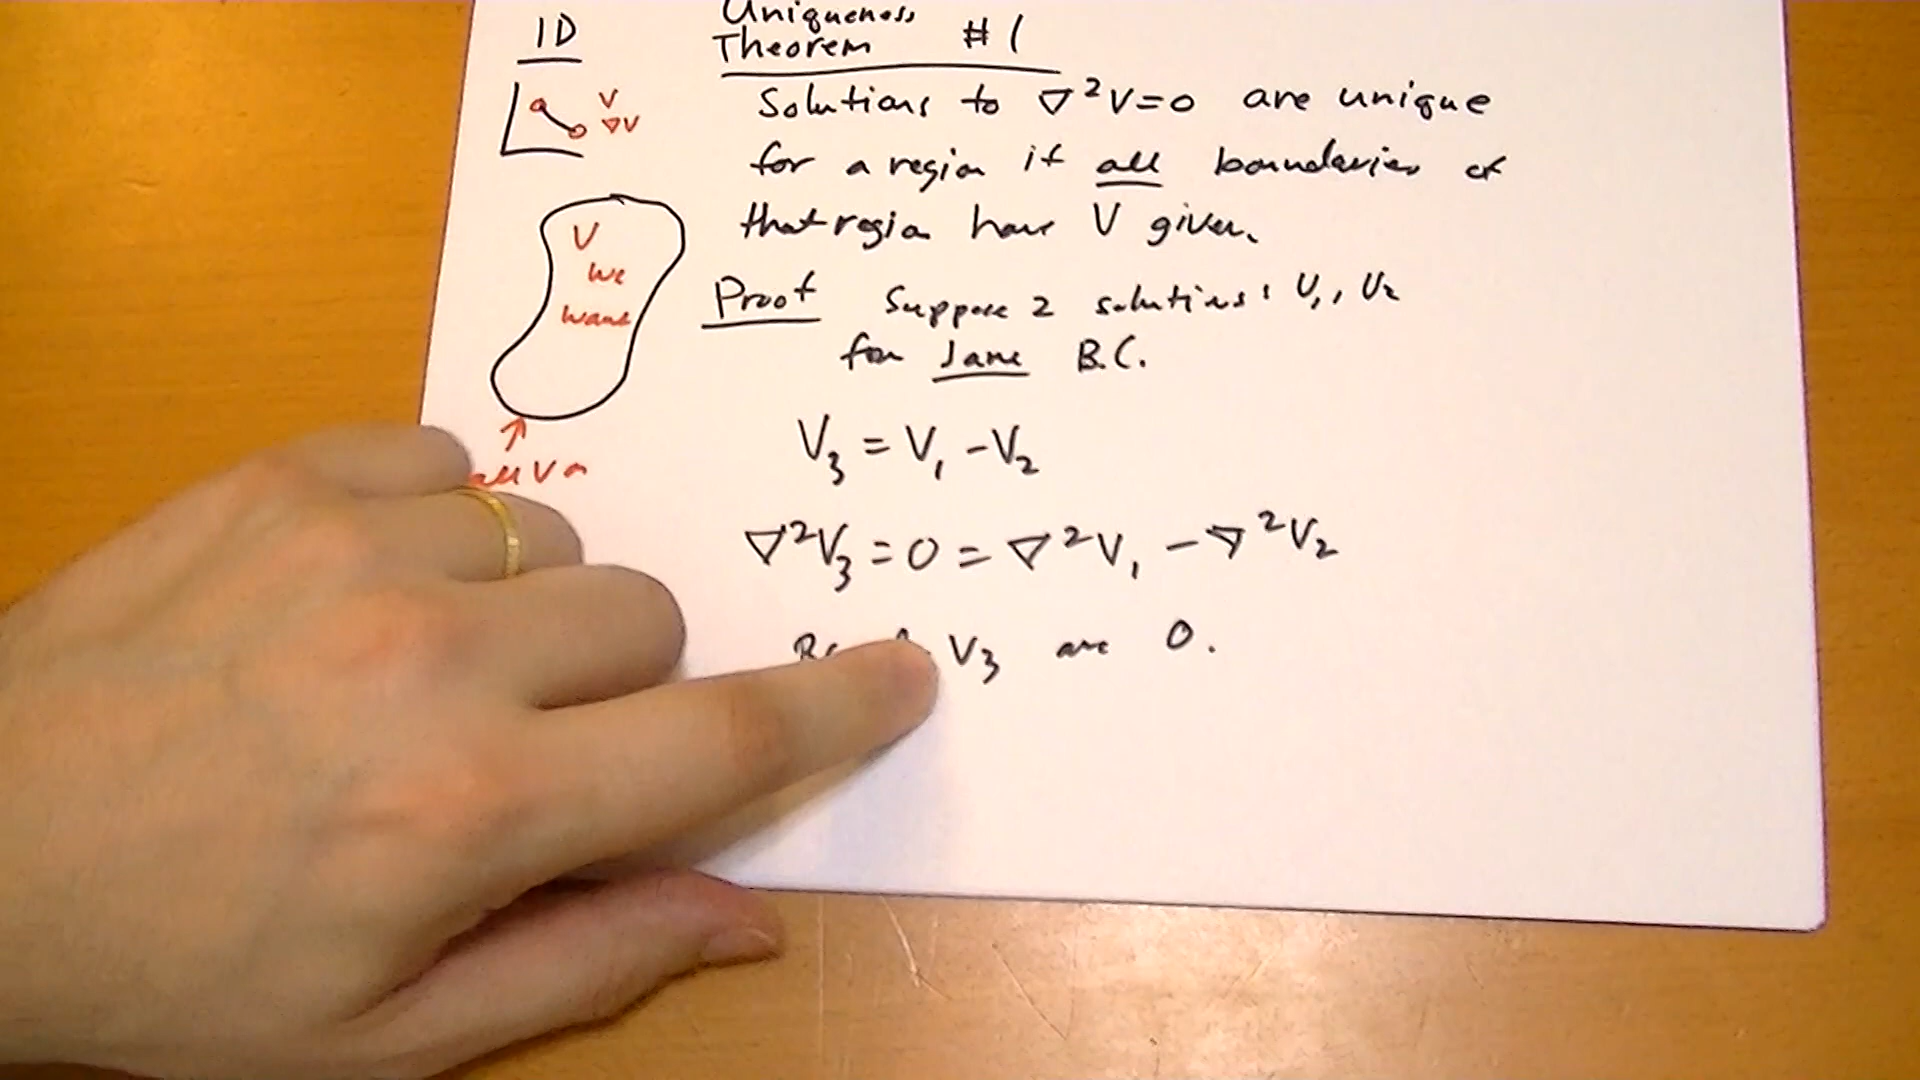 1D
Uniqueness
Theorem #1
V
∇V
Solutions to ∇²V=0 are unique
for a region if all boundaries of
that region have V given.
V
we
want
Proof Suppose 2 solutions: V₁, V₂
for same B.C.
V₃ = V₁ - V₂
all V
∇²V₃ = 0 = ∇²V₁ - ∇²V₂
V₃ are 0.